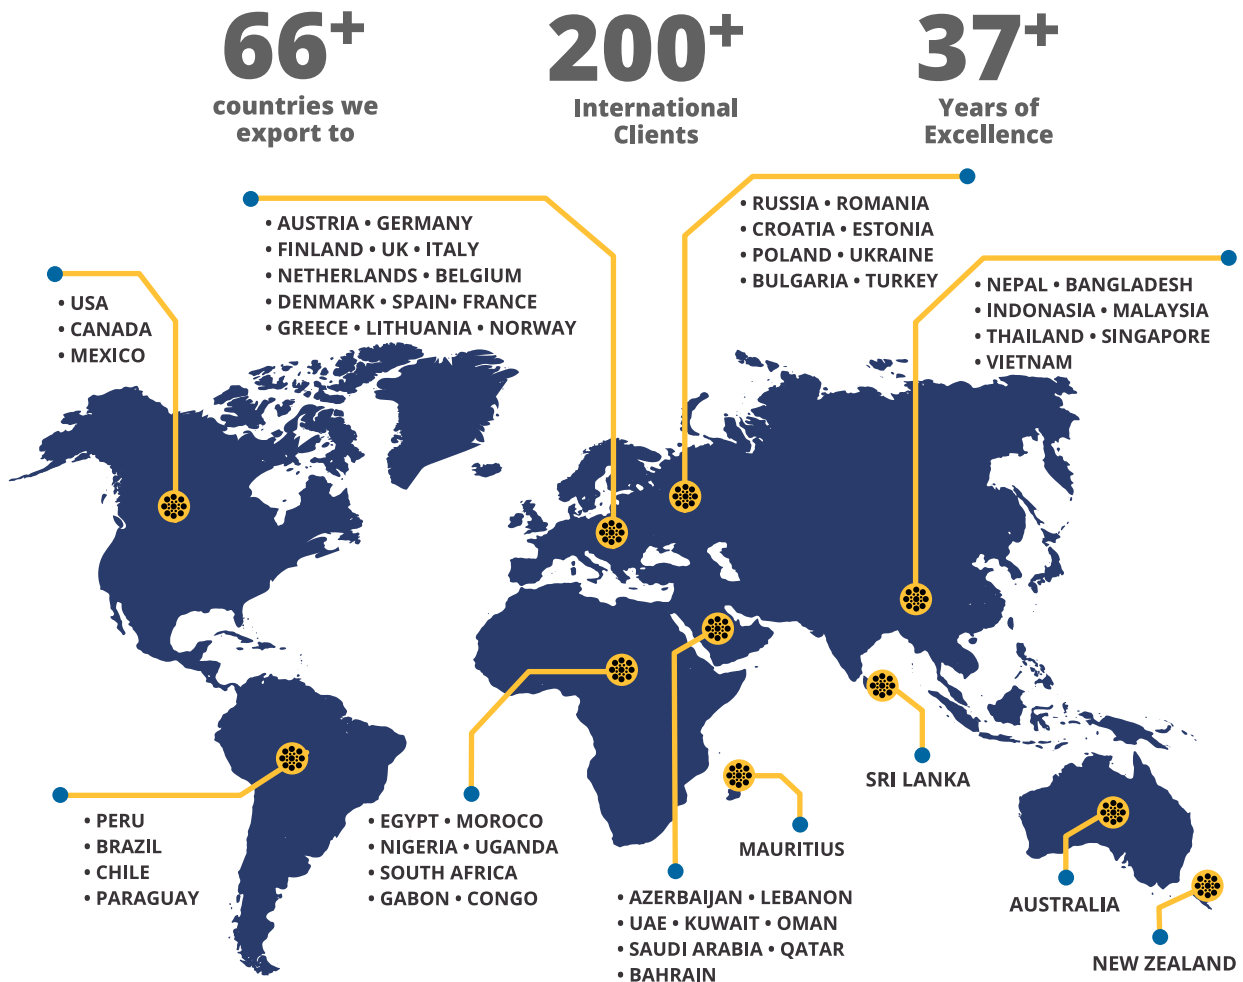 66+
countries we
export to
200+
International
Clients
37+
Years of
Excellence
• USA
• CANADA
• MEXICO
• AUSTRIA • GERMANY
• FINLAND • UK • ITALY
• NETHERLANDS • BELGIUM
• DENMARK • SPAIN• FRANCE
• GREECE • LITHUANIA • NORWAY
• RUSSIA • ROMANIA
• CROATIA • ESTONIA
• POLAND • UKRAINE
• BULGARIA • TURKEY
• NEPAL • BANGLADESH
• INDONASIA • MALAYSIA
• THAILAND • SINGAPORE
• VIETNAM
• PERU
• BRAZIL
• CHILE
• PARAGUAY
• EGYPT • MOROCO
• NIGERIA • UGANDA
• SOUTH AFRICA
• GABON • CONGO
• AZERBAIJAN • LEBANON
• UAE • KUWAIT • OMAN
• SAUDI ARABIA • QATAR
• BAHRAIN
MAURITIUS
SRI LANKA
AUSTRALIA
NEW ZEALAND